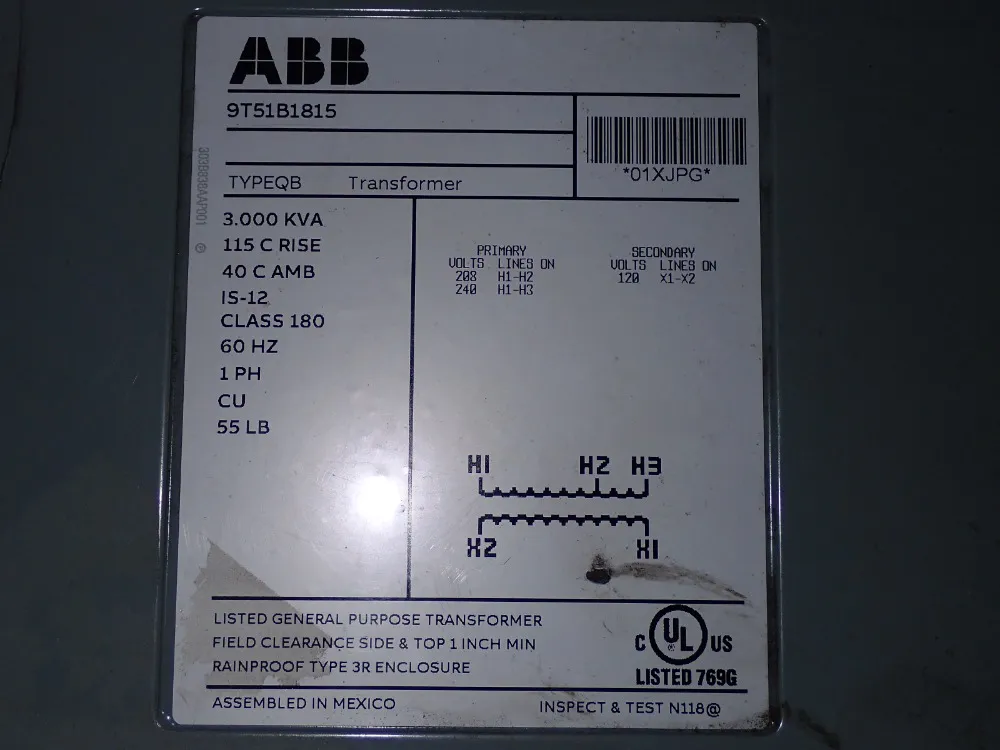 ABB
9T51B1815
*01XJPG*
TYPEQB Transformer
3.000 KVA
115 C RISE
40 C AMB
IS-12
CLASS 180
60 HZ
1 PH
CU
55 LB
PRIMARY
VOLTS LINES ON
208 H1-H2
240 H1-H3
SECONDARY
VOLTS LINES ON
120 X1-X2
H1 H2 H3
X2 X1
LISTED GENERAL PURPOSE TRANSFORMER
FIELD CLEARANCE SIDE & TOP 1 INCH MIN
RAINPROOF TYPE 3R ENCLOSURE
C UL US
LISTED 769G
ASSEMBLED IN MEXICO
INSPECT & TEST N118@